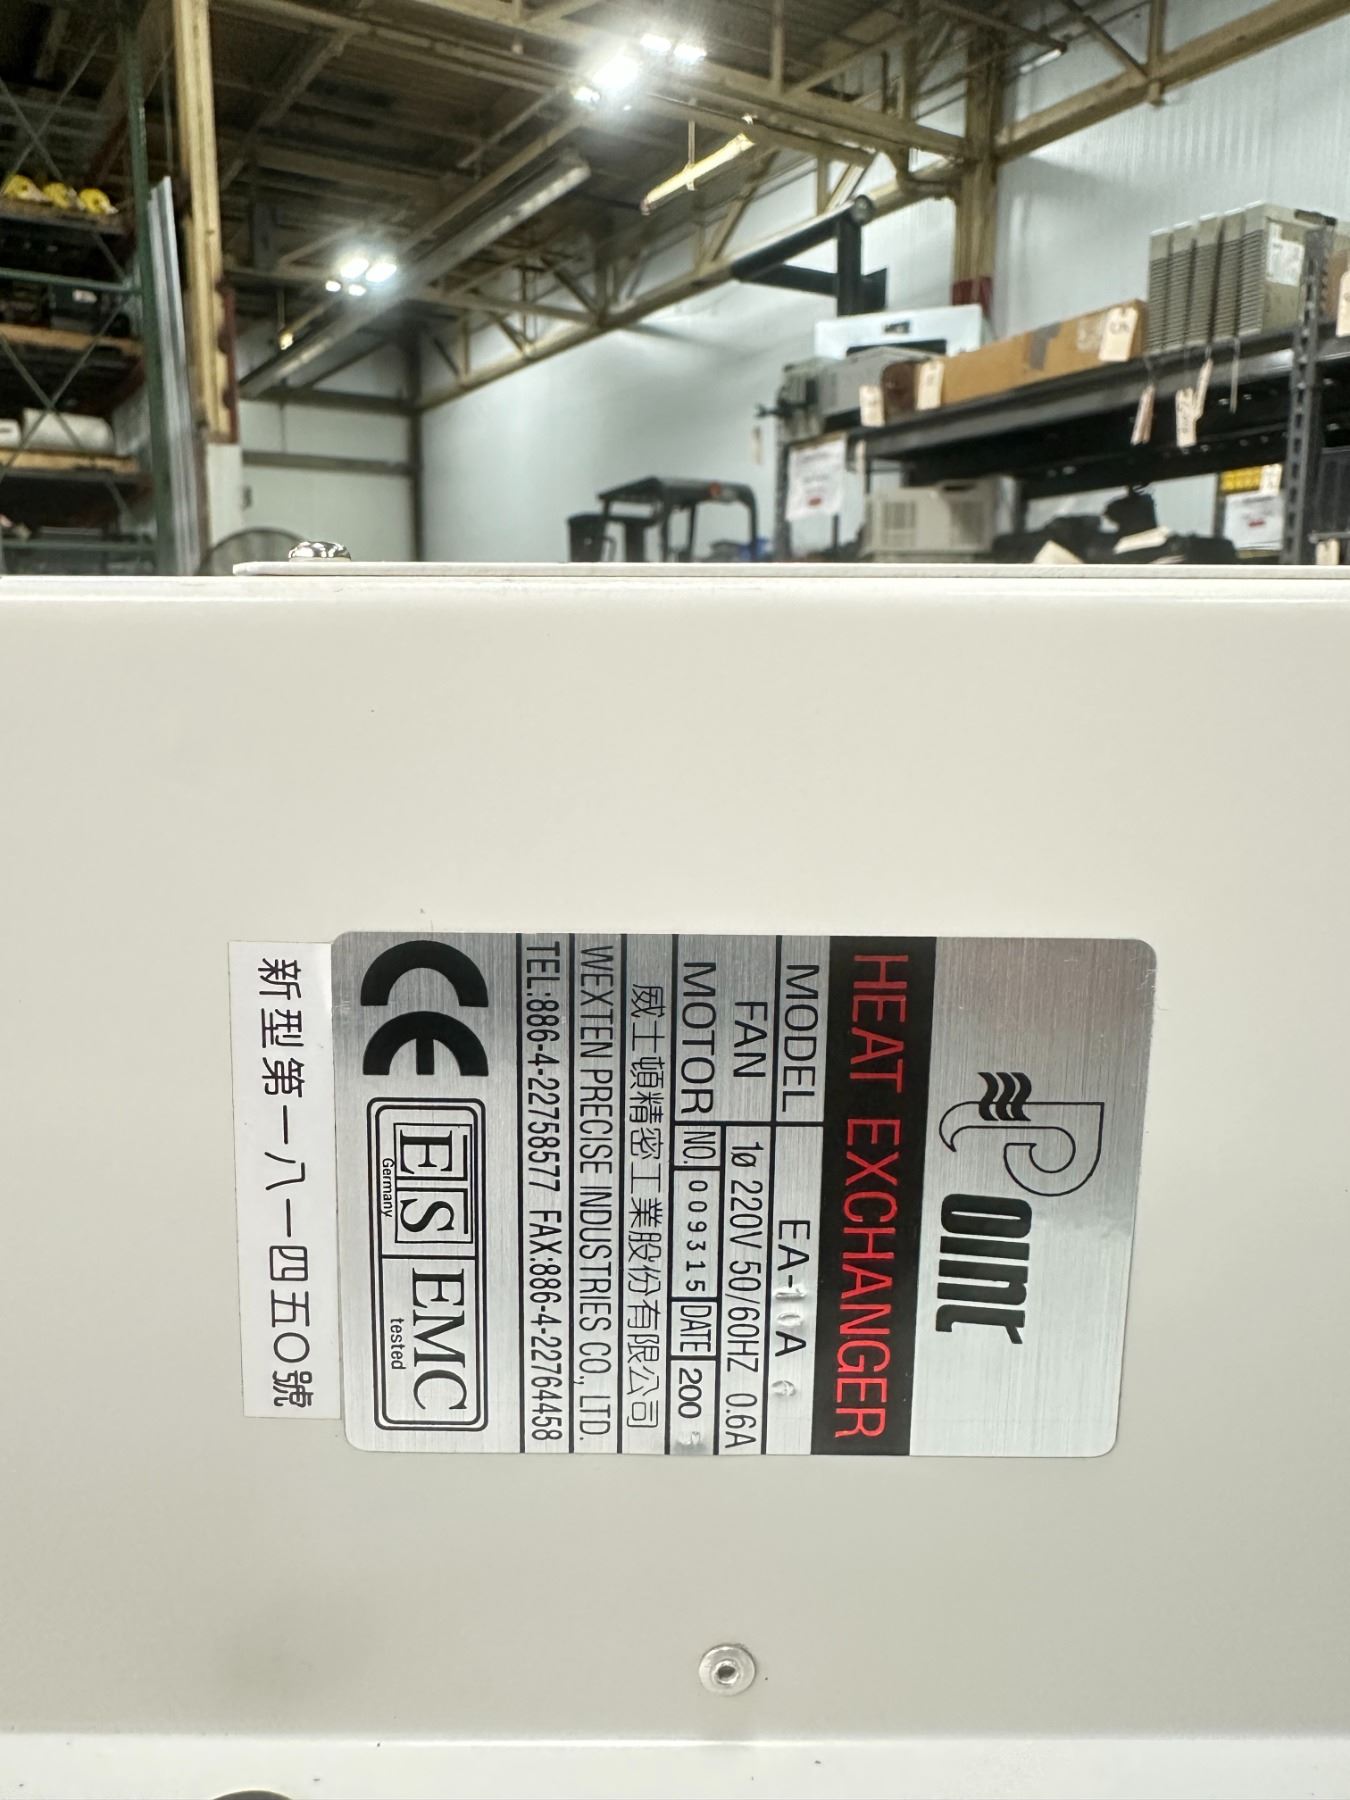 Point
HEAT EXCHANGER
MODEL EA-10A
FAN 1ø 220V 50/60HZ 0.6A
MOTOR NO. 009315 DATE 200
威士頓精密工業股份有限公司
WEXTEN PRECISE INDUSTRIES CO., LTD.
TEL:886-4-22758577 FAX:886-4-22764458
CE ES EMC
Germany tested
新型第一八一四五〇號